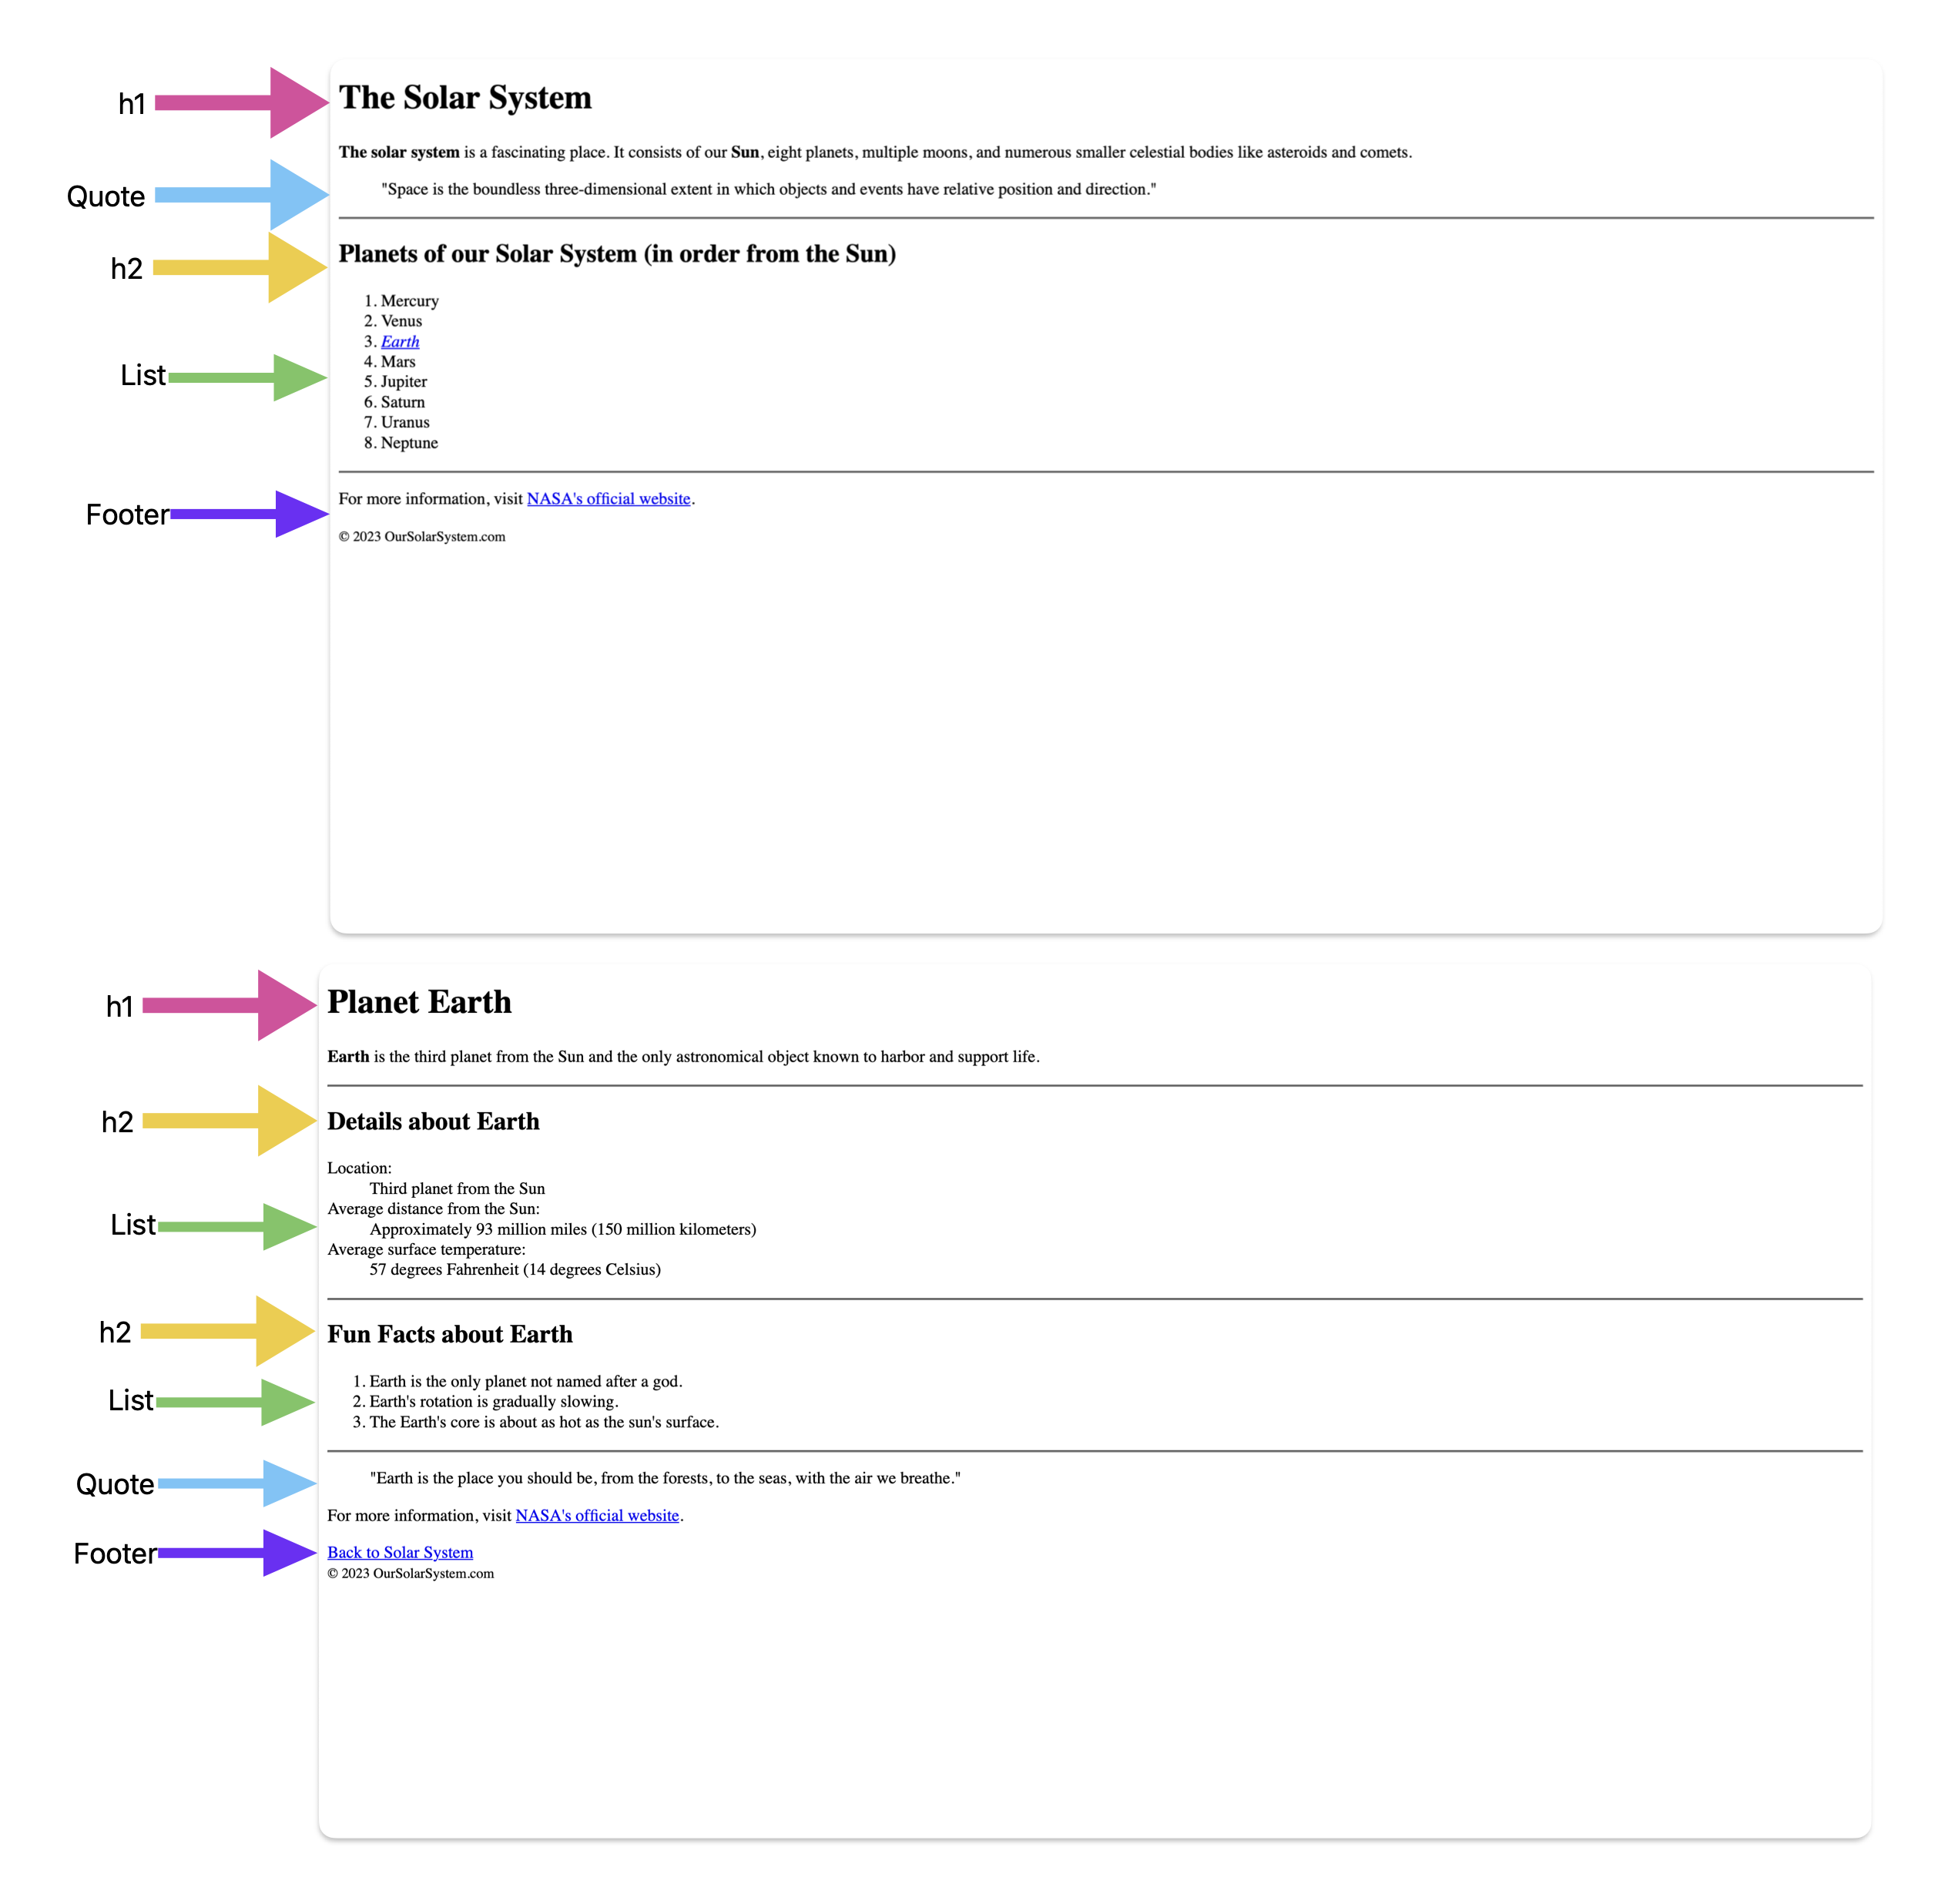 h1
The Solar System
The solar system is a fascinating place. It consists of our Sun, eight planets, multiple moons, and numerous smaller celestial bodies like asteroids and comets.
Quote
"Space is the boundless three-dimensional extent in which objects and events have relative position and direction."
h2
Planets of our Solar System (in order from the Sun)
1. Mercury
2. Venus
3. Earth
List
4. Mars
5. Jupiter
6. Saturn
7. Uranus
8. Neptune
Footer
For more information, visit NASA's official website.
© 2023 OurSolarSystem.com
h1
Planet Earth
Earth is the third planet from the Sun and the only astronomical object known to harbor and support life.
h2
Details about Earth
Location:
Third planet from the Sun
Average distance from the Sun:
List
Approximately 93 million miles (150 million kilometers)
Average surface temperature:
57 degrees Fahrenheit (14 degrees Celsius)
h2
Fun Facts about Earth
1. Earth is the only planet not named after a god.
List
2. Earth's rotation is gradually slowing.
3. The Earth's core is about as hot as the sun's surface.
Quote
"Earth is the place you should be, from the forests, to the seas, with the air we breathe."
For more information, visit NASA's official website.
Footer
Back to Solar System
© 2023 OurSolarSystem.com